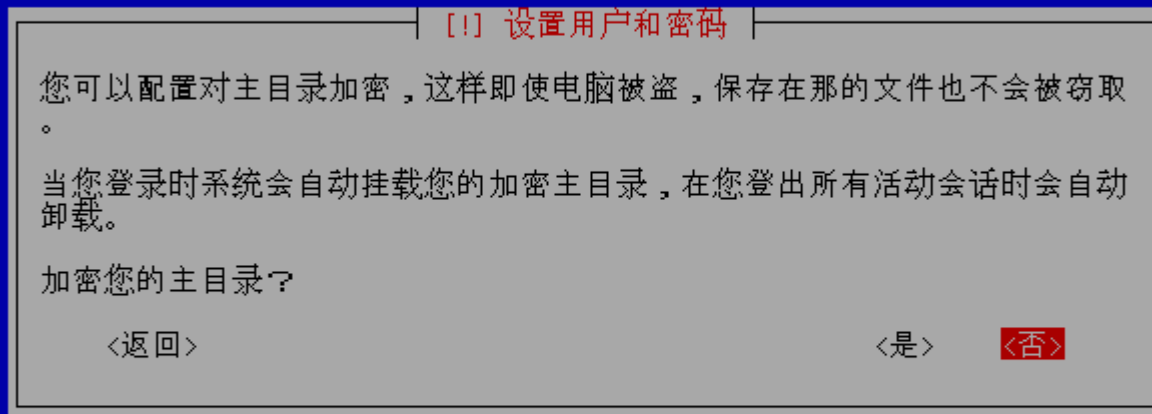 [!] 设置用户和密码
您可以配置对主目录加密,这样即使电脑被盗,保存在那的文件也不会被窃取
。
当您登录时系统会自动挂载您的加密主目录,在您登出所有活动会话时会自动
卸载。
加密您的主目录?
<返回> <是> <否>